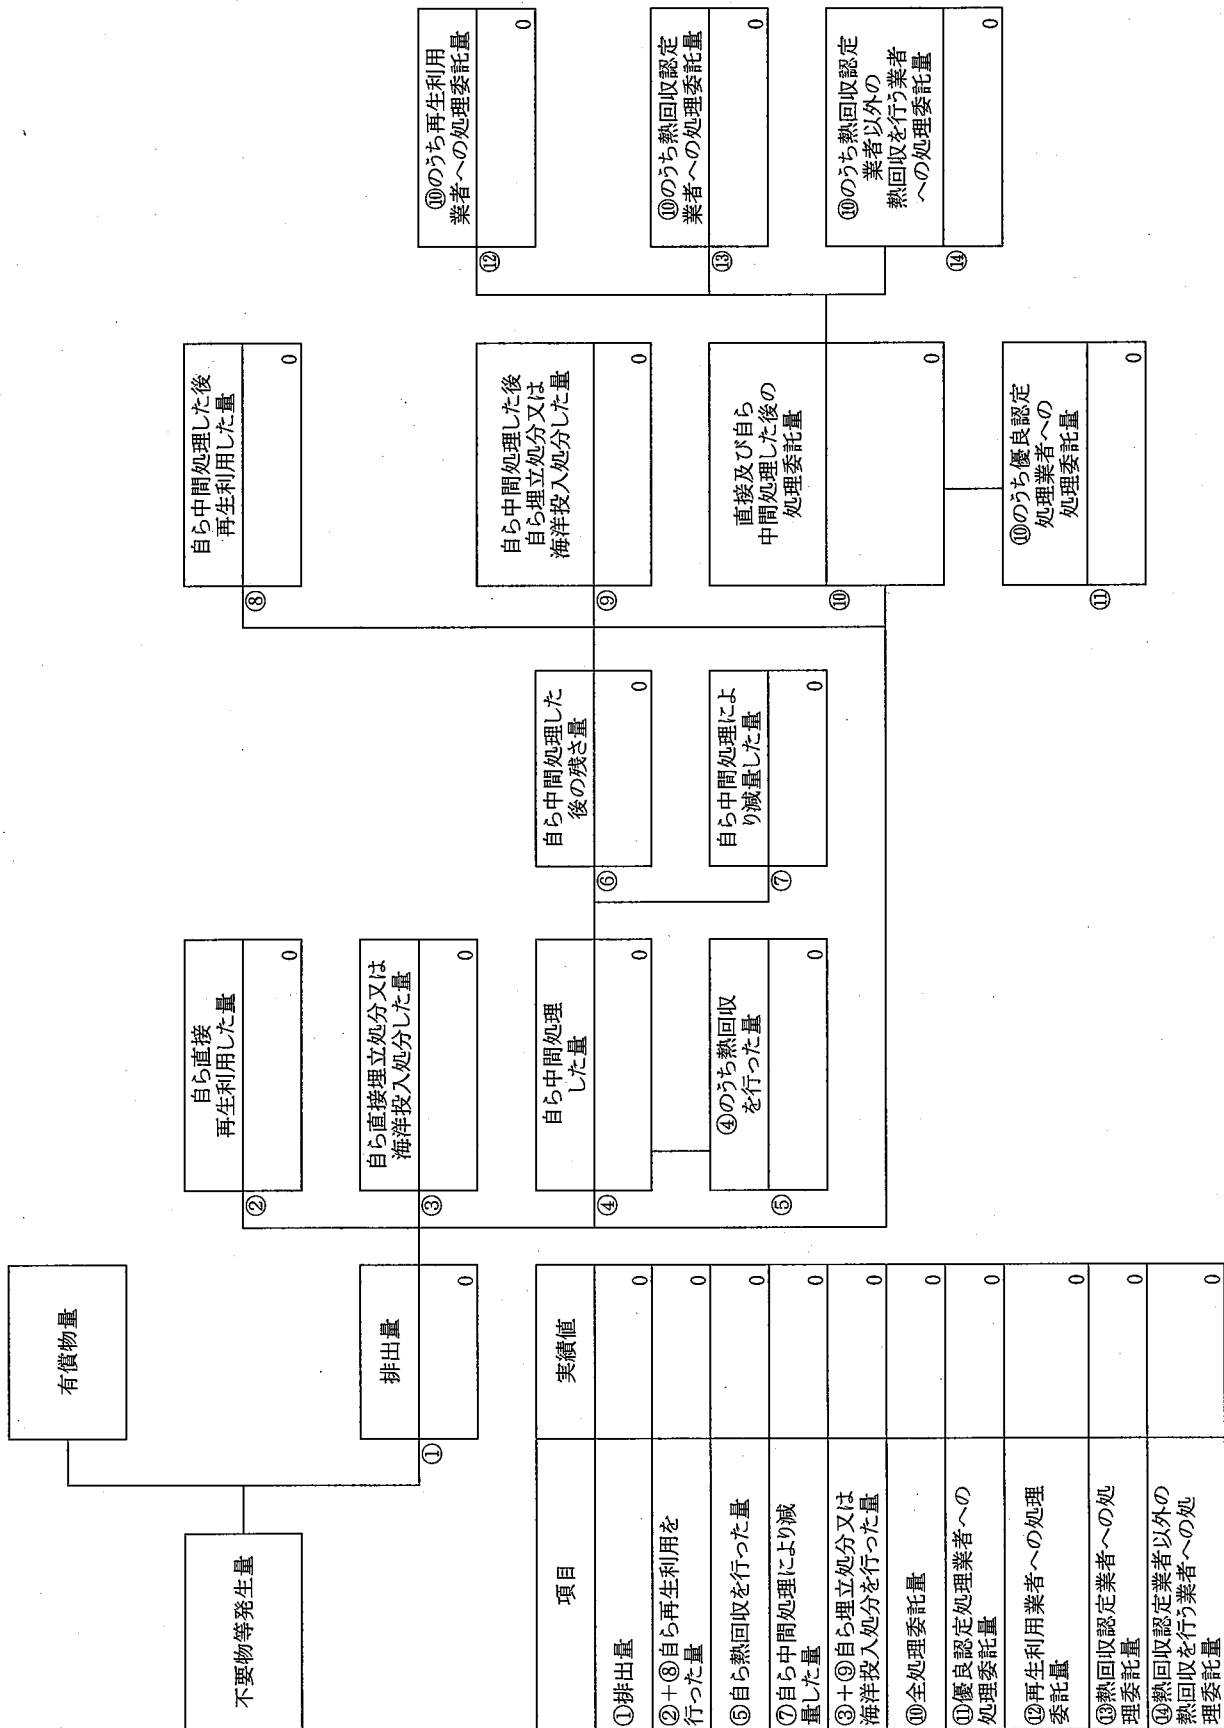 不要物等発生量
有償物量
①
排出量
0
②
自ら直接
再生利用した量
0
③
自ら直接埋立処分又は
海洋投入処分した量
0
④
自ら中間処理
した量
0
⑤
④のうち熱回収
を行った量
0
⑥
自ら中間処理した
後の残さ量
0
⑦
自ら中間処理によ
り減量した量
0
⑧
自ら中間処理した後
再生利用した量
0
⑨
自ら中間処理した後
自ら埋立処分又は
海洋投入処分した量
0
⑩
直接及び自ら
中間処理した後の
処理委託量
0
⑪
⑩のうち優良認定
処理業者への
処理委託量
0
⑫
⑩のうち再生利用
業者への処理委託量
0
⑬
⑩のうち熱回収認定
業者への処理委託量
0
⑭
⑩のうち熱回収認定
業者以外の
熱回収を行う業者
への処理委託量
0
項目 実績値
①排出量 0
②+⑧自ら再生利用を
行った量 0
⑤自ら熱回収を行った量 0
⑦自ら中間処理により減
量した量 0
③+⑨自ら埋立処分又は
海洋投入処分を行った量 0
⑩全処理委託量 0
⑪優良認定処理業者への
処理委託量 0
⑫再生利用業者への処理
委託量 0
⑬熱回収認定業者への処
理委託量 0
⑭熱回収認定業者以外の
熱回収を行う業者への処
理委託量 0